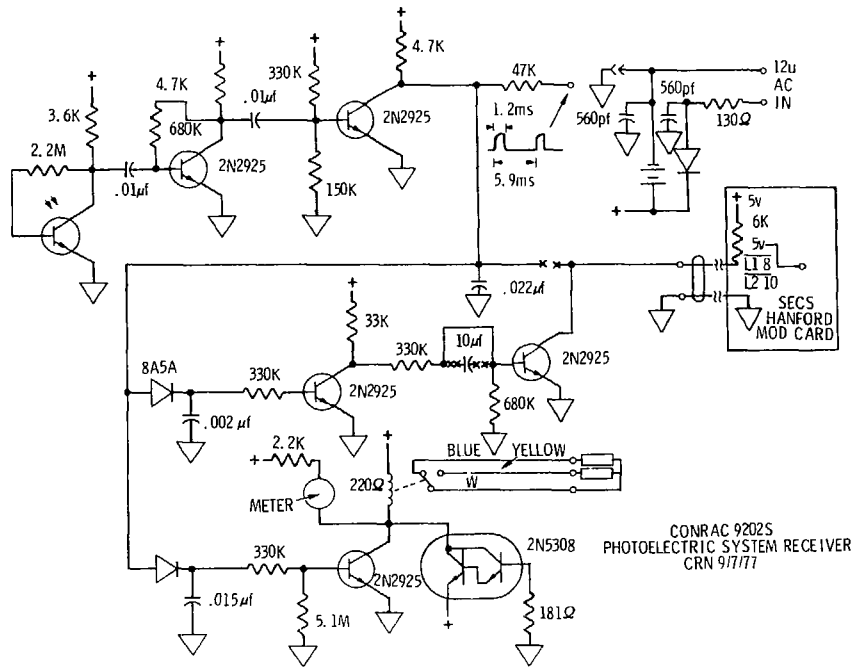 +
4.7K
+
330K
+
4.7K
.01µf
+
3.6K
680K
2N2925
2.2M
.01µf
2N2925
150K
47K
1.2ms
5.9ms
12u
AC
IN
560pf
560pf
130Ω
+
+
5v
6K
5v
L1 8
L2 10
SECS
HANFORD
MOD CARD
.022µf
+
33K
10µf
8A5A
330K
330K
2N2925
2N2925
.002 µf
680K
+
2.2K
+
220Ω
BLUE
YELLOW
W
METER
330K
2N2925
2N5308
.015µf
5.1M
+
181Ω
CONRAC 9202S
PHOTOELECTRIC SYSTEM RECEIVER
CRN 9/7/77